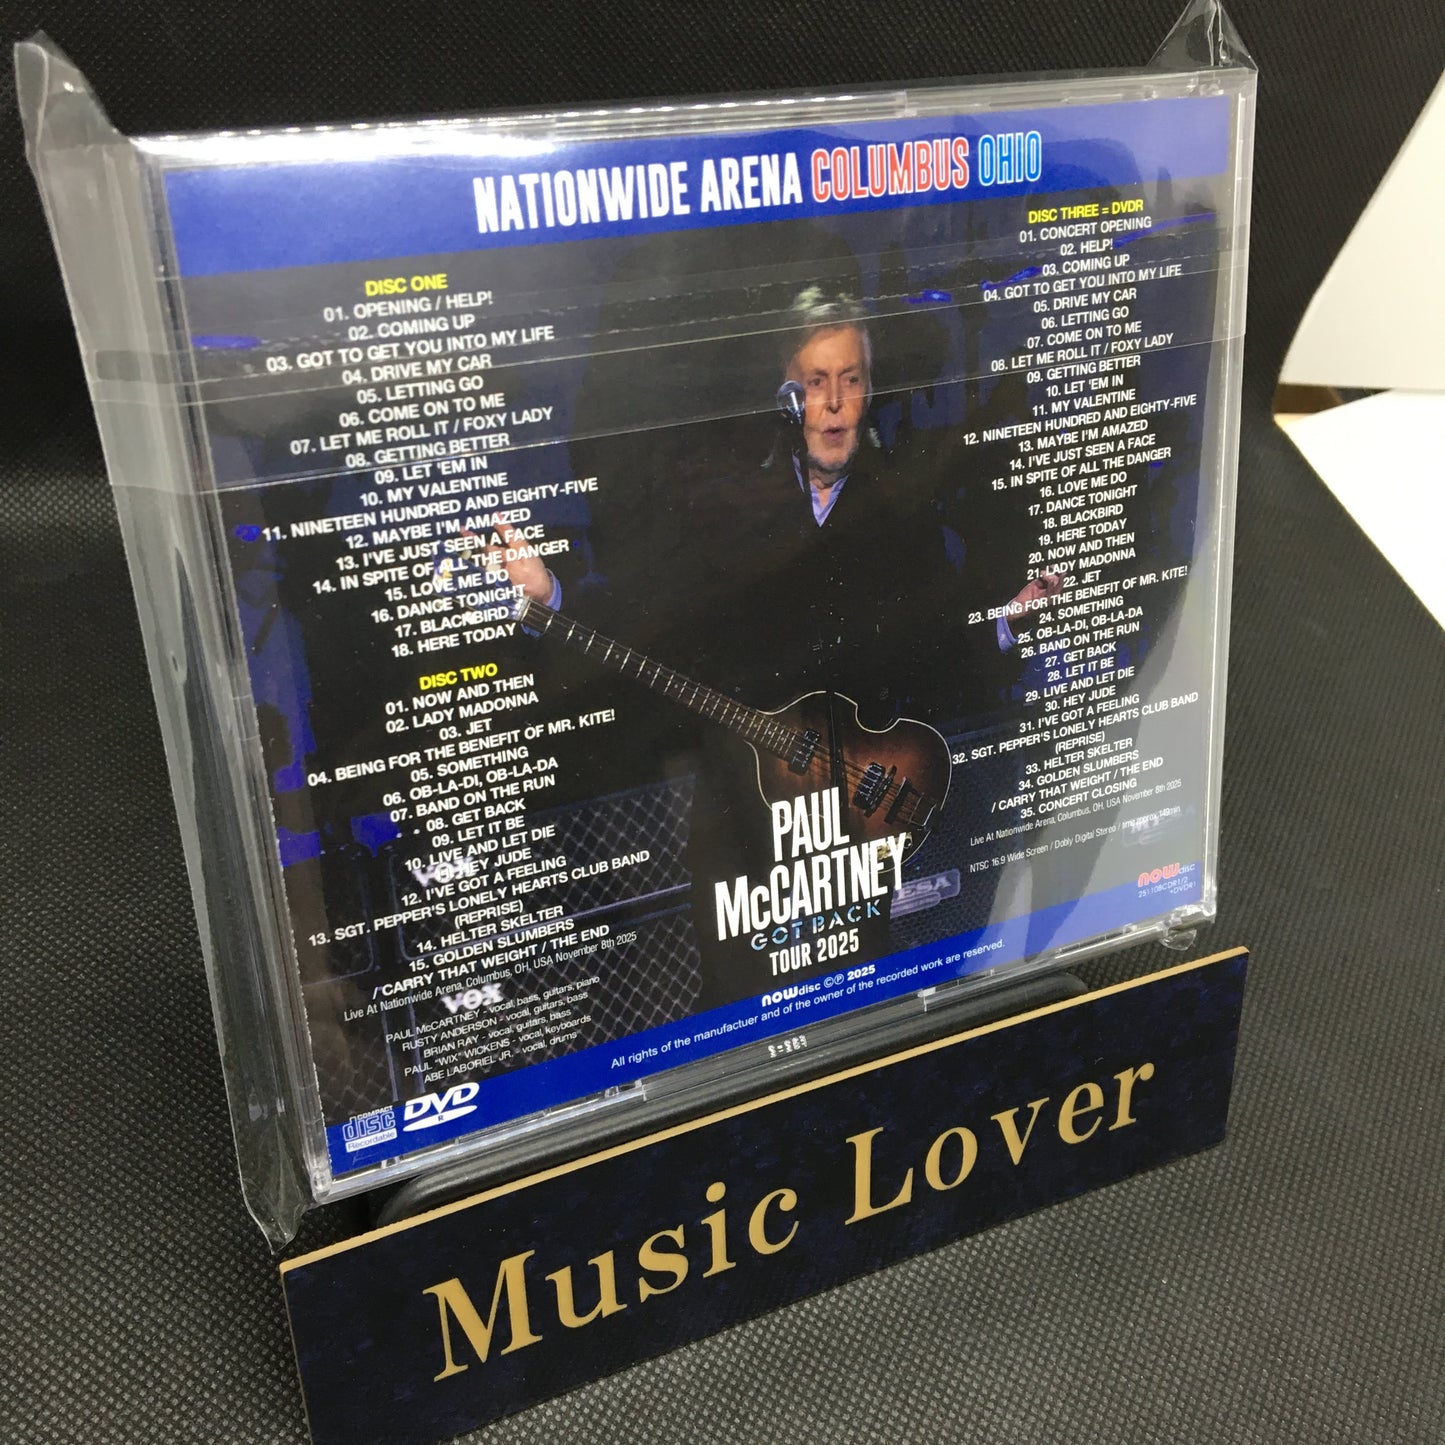 NATIONWIDE ARENA COLUMBUS OHIO
DISC ONE
01. OPENING / HELP!
02. COMING UP
03. GOT TO GET YOU INTO MY LIFE
04. DRIVE MY CAR
05. LETTING GO
06. COME ON TO ME
07. LET ME ROLL IT / FOXY LADY
08. GETTING BETTER
09. LET 'EM IN
10. MY VALENTINE
11. NINETEEN HUNDRED AND EIGHTY-FIVE
12. MAYBE I'M AMAZED
13. I'VE JUST SEEN A FACE
14. IN SPITE OF ALL THE DANGER
15. LOVE ME DO
16. DANCE TONIGHT
17. BLACKBIRD
18. HERE TODAY
DISC TWO
01. NOW AND THEN
02. LADY MADONNA
03. JET
04. BEING FOR THE BENEFIT OF MR. KITE!
05. SOMETHING
06. OB-LA-DI, OB-LA-DA
07. BAND ON THE RUN
08. GET BACK
09. LET IT BE
10. LIVE AND LET DIE
11. HEY JUDE
12. I'VE GOT A FEELING
13. SGT. PEPPER'S LONELY HEARTS CLUB BAND
(REPRISE)
14. HELTER SKELTER
15. GOLDEN SLUMBERS
/ CARRY THAT WEIGHT / THE END
Live At Nationwide Arena, Columbus, OH, USA November 8th 2025
PAUL McCARTNEY - vocal, bass, guitars, piano
RUSTY ANDERSON - vocal, guitars, bass
BRIAN RAY - vocal, guitars, bass
PAUL "WIX" WICKENS - vocal, keyboards
ABE LABORIEL JR. - vocal, drums
DISC THREE = DVDR
01. CONCERT OPENING
02. HELP!
03. COMING UP
04. GOT TO GET YOU INTO MY LIFE
05. DRIVE MY CAR
06. LETTING GO
07. COME ON TO ME
08. LET ME ROLL IT / FOXY LADY
09. GETTING BETTER
10. LET 'EM IN
11. MY VALENTINE
12. NINETEEN HUNDRED AND EIGHTY-FIVE
13. MAYBE I'M AMAZED
14. I'VE JUST SEEN A FACE
15. IN SPITE OF ALL THE DANGER
16. LOVE ME DO
17. DANCE TONIGHT
18. BLACKBIRD
19. HERE TODAY
20. NOW AND THEN
21. LADY MADONNA
22. JET
23. BEING FOR THE BENEFIT OF MR. KITE!
24. SOMETHING
25. OB-LA-DI, OB-LA-DA
26. BAND ON THE RUN
27. GET BACK
28. LET IT BE
29. LIVE AND LET DIE
30. HEY JUDE
31. I'VE GOT A FEELING
32. SGT. PEPPER'S LONELY HEARTS CLUB BAND
(REPRISE)
33. HELTER SKELTER
34. GOLDEN SLUMBERS
/ CARRY THAT WEIGHT / THE END
35. CONCERT CLOSING
Live At Nationwide Arena, Columbus, OH, USA November 8th 2025
NTSC 16:9 Wide Screen / Dobly Digital Stereo / time approx. 149min
nowdisc
251108CDR1/2
+DVDR1
VOX
VOX
ESA
PAUL
McCARTNEY
GOT BACK
TOUR 2025
nowdisc ©℗ 2025
All rights of the manufactuer and of the owner of the recorded work are reserved.
COMPACT
disc
Recordable
DVD
R
Music Lover